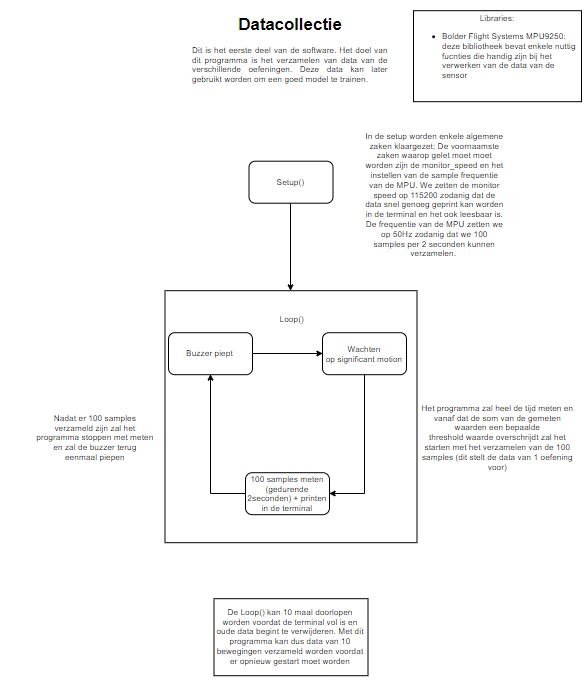 Datacollectie
Dit is het eerste deel van de software. Het doel van
dit programma is het verzamelen van data van de
verschillende oefeningen. Deze data kan later
gebruikt worden om een goed model te trainen.
Libraries:
• Bolder Flight Systems MPU9250:
deze bibliotheek bevat enkele nuttig
fucnties die handig zijn bij het
verwerken van de data van de
sensor
In de setup worden enkele algemene
zaken klaargezet; De voornaamste
zaken waarop gelet moet moet
worden zijn de monitor_speed en het
instellen van de sample frequentie
van de MPU. We zetten de monitor
speed op 115200 zodanig dat de
data snel genoeg geprint kan worden
in de terminal en het ook leesbaar is.
De frequentie van de MPU zetten we
op 50Hz zodanig dat we 100
samples per 2 seconden kunnen
verzamelen.
Setup()
Loop()
Buzzer piept
Wachten
op significant motion
Nadat er 100 samples
verzameld zijn zal het
programma stoppen met meten
en zal de buzzer terug
eenmaal piepen
Het programma zal heel de tijd meten en
vanaf dat de som van de gemeten
waarden een bepaalde
threshold waarde overschrijdt zal het
starten met het verzamelen van de 100
samples (dit stelt de data van 1 oefening
voor)
100 samples meten
(gedurende
2seconden) + printen
in de terminal
De Loop() kan 10 maal doorlopen
worden voordat de terminal vol is en
oude data begint te verwijderen. Met dit
programma kan dus data van 10
bewegingen verzameld worden voordat
er opnieuw gestart moet worden